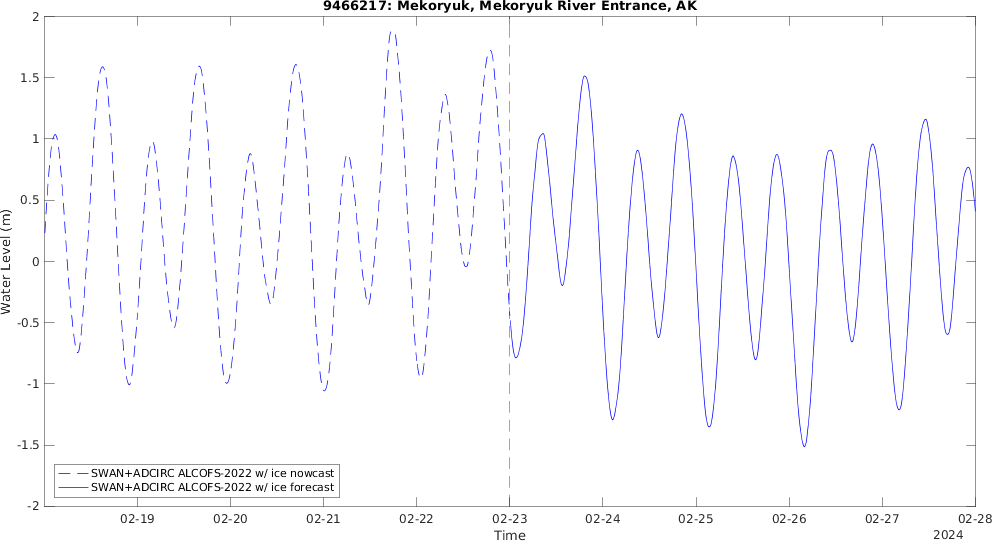 9466217: Mekoryuk, Mekoryuk River Entrance, AK
2
1.5
1
0.5
0
-0.5
-1
-1.5
-2
Water Level (m)
SWAN+ADCIRC ALCOFS-2022 w/ ice nowcast
SWAN+ADCIRC ALCOFS-2022 w/ ice forecast
02-19 02-20 02-21 02-22 02-23 02-24 02-25 02-26 02-27 02-28
Time
2024